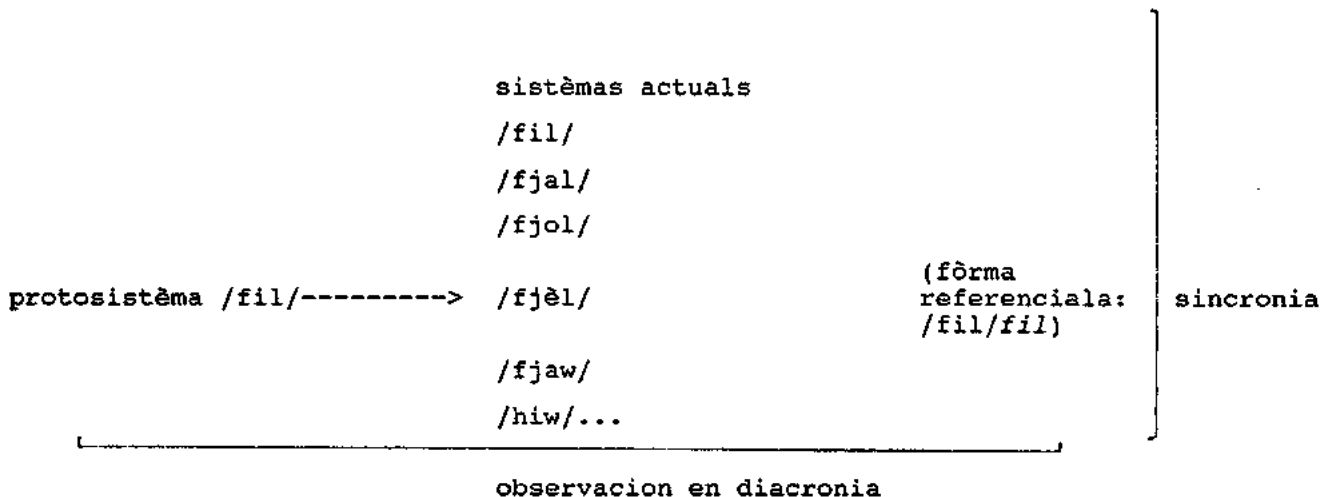 sistèmas actuals
/fil/
/fjal/
/fjol/
protosistèma /fil/---------> /fjèl/ (fòrma referenciala: /fil/fil) sincronia
/fjaw/
/hiw/...
observacion en diacronia